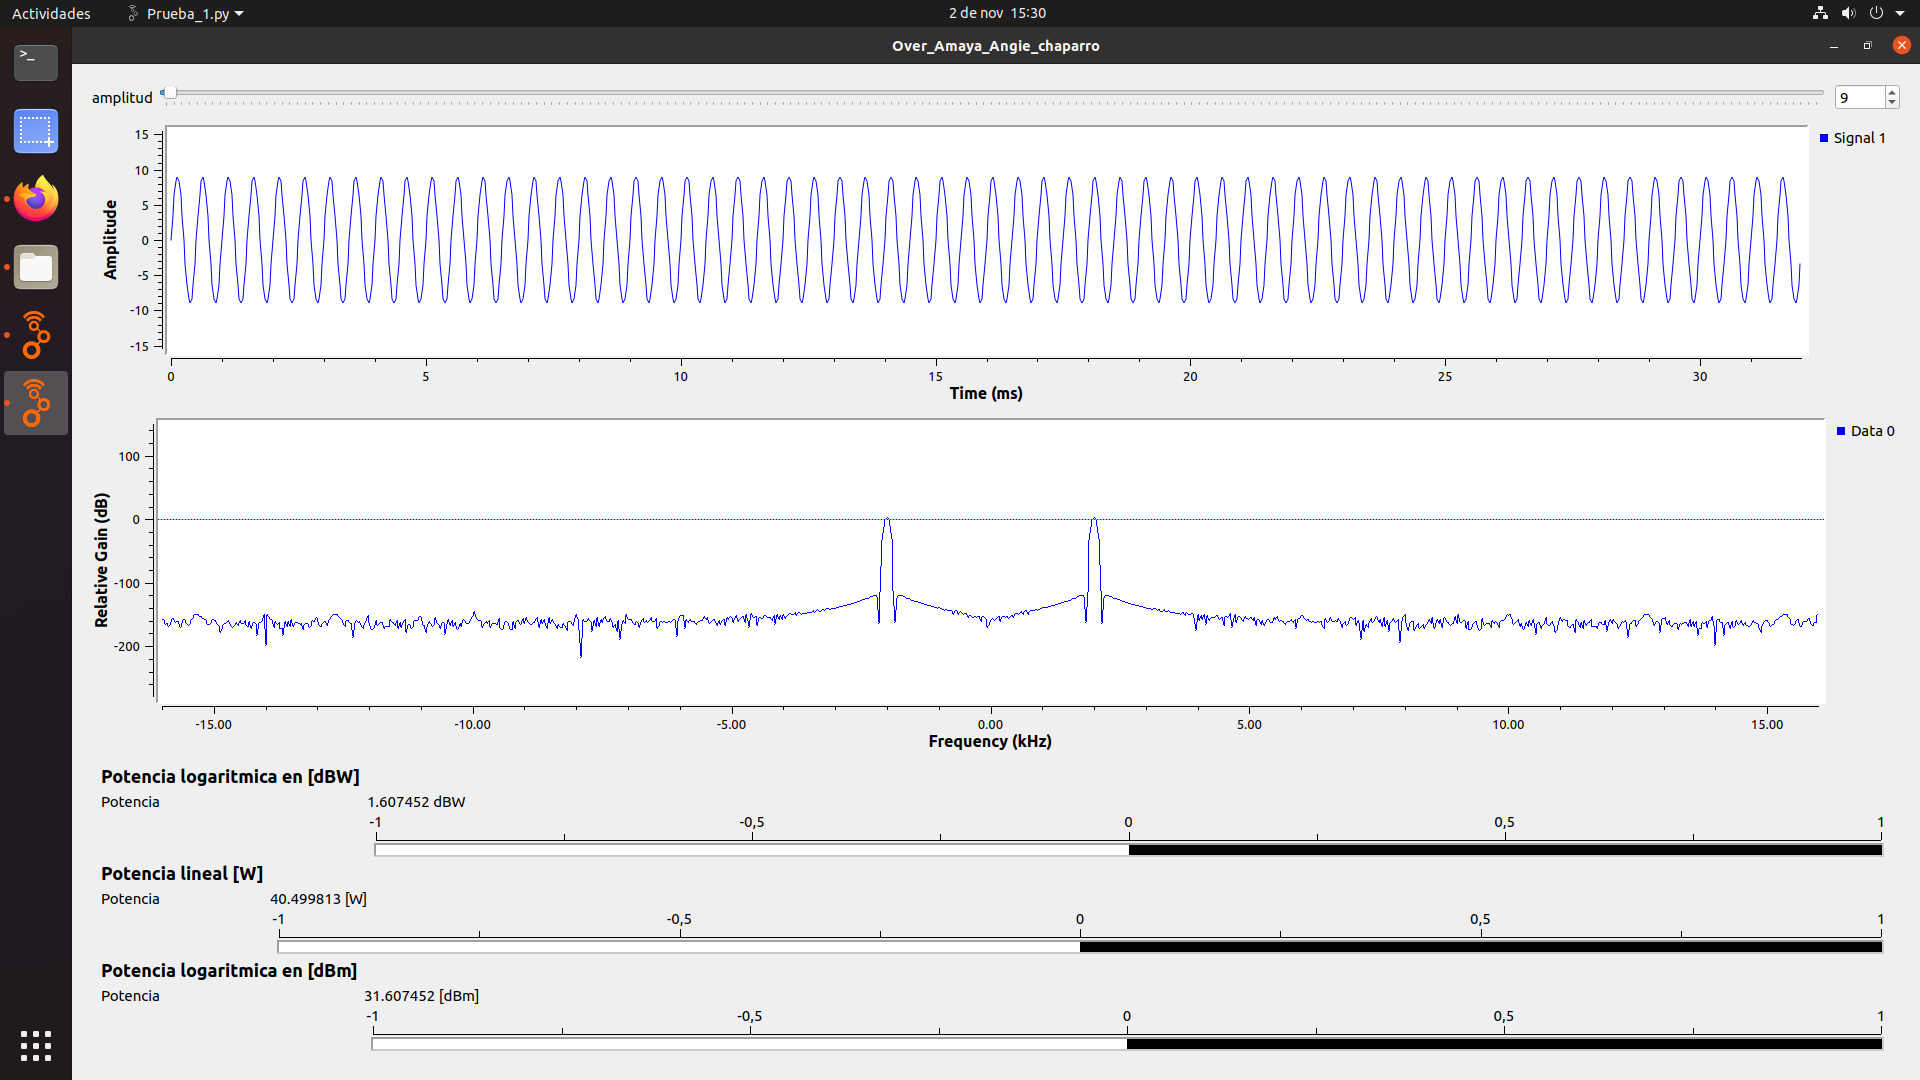 Actividades
Prueba_1.py
2 de nov 15:30
Over_Amaya_Angie_chaparro
>_
amplitud
9
Amplitude
15
10
5
0
-5
-10
-15
Signal 1
0 5 10 15 20 25 30
Time (ms)
Relative Gain (dB)
100
0
-100
-200
Data 0
-15.00 -10.00 -5.00 0.00 5.00 10.00 15.00
Frequency (kHz)
Potencia logaritmica en [dBW]
Potencia 1.607452 dBW
-1 -0,5 0 0,5 1
Potencia lineal [W]
Potencia 40.499813 [W]
-1 -0,5 0 0,5 1
Potencia logaritmica en [dBm]
Potencia 31.607452 [dBm]
-1 -0,5 0 0,5 1